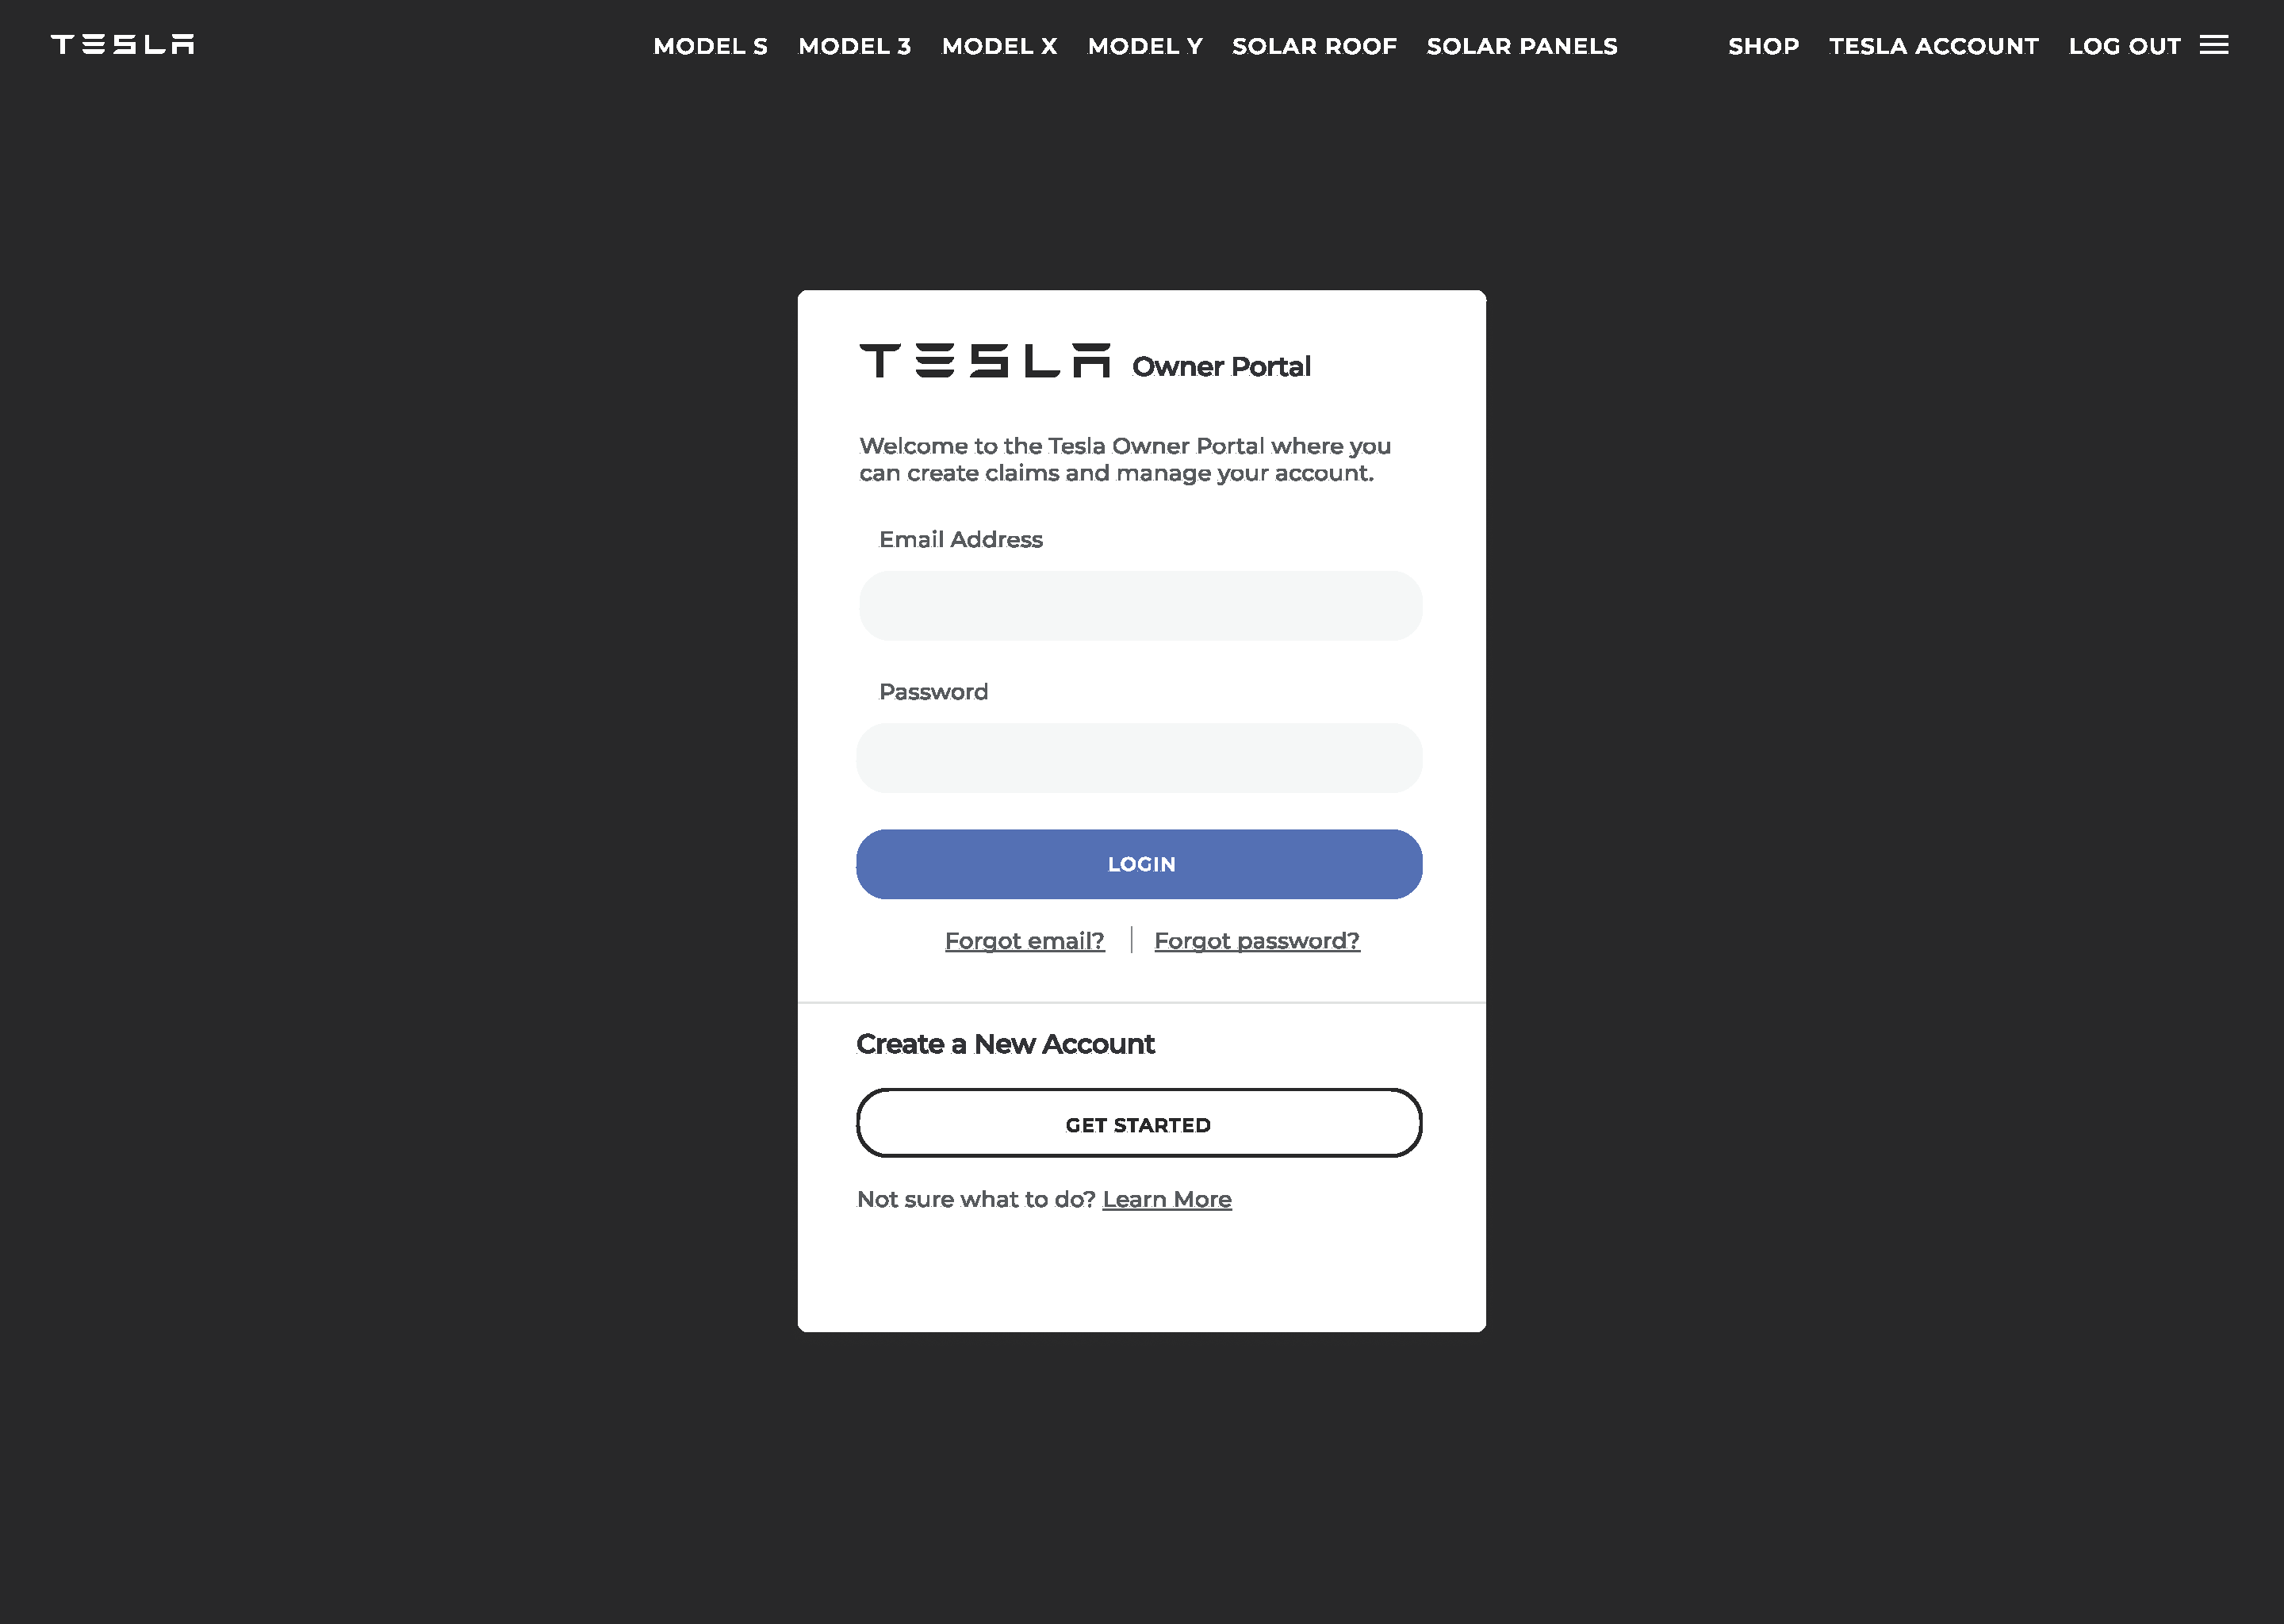 TESLA MODEL S MODEL 3 MODEL X MODEL Y SOLAR ROOF SOLAR PANELS SHOP TESLA ACCOUNT LOG OUT
TESLA Owner Portal
Welcome to the Tesla Owner Portal where you
can create claims and manage your account.
Email Address
Password
LOGIN
Forgot email? | Forgot password?
Create a New Account
GET STARTED
Not sure what to do? Learn More